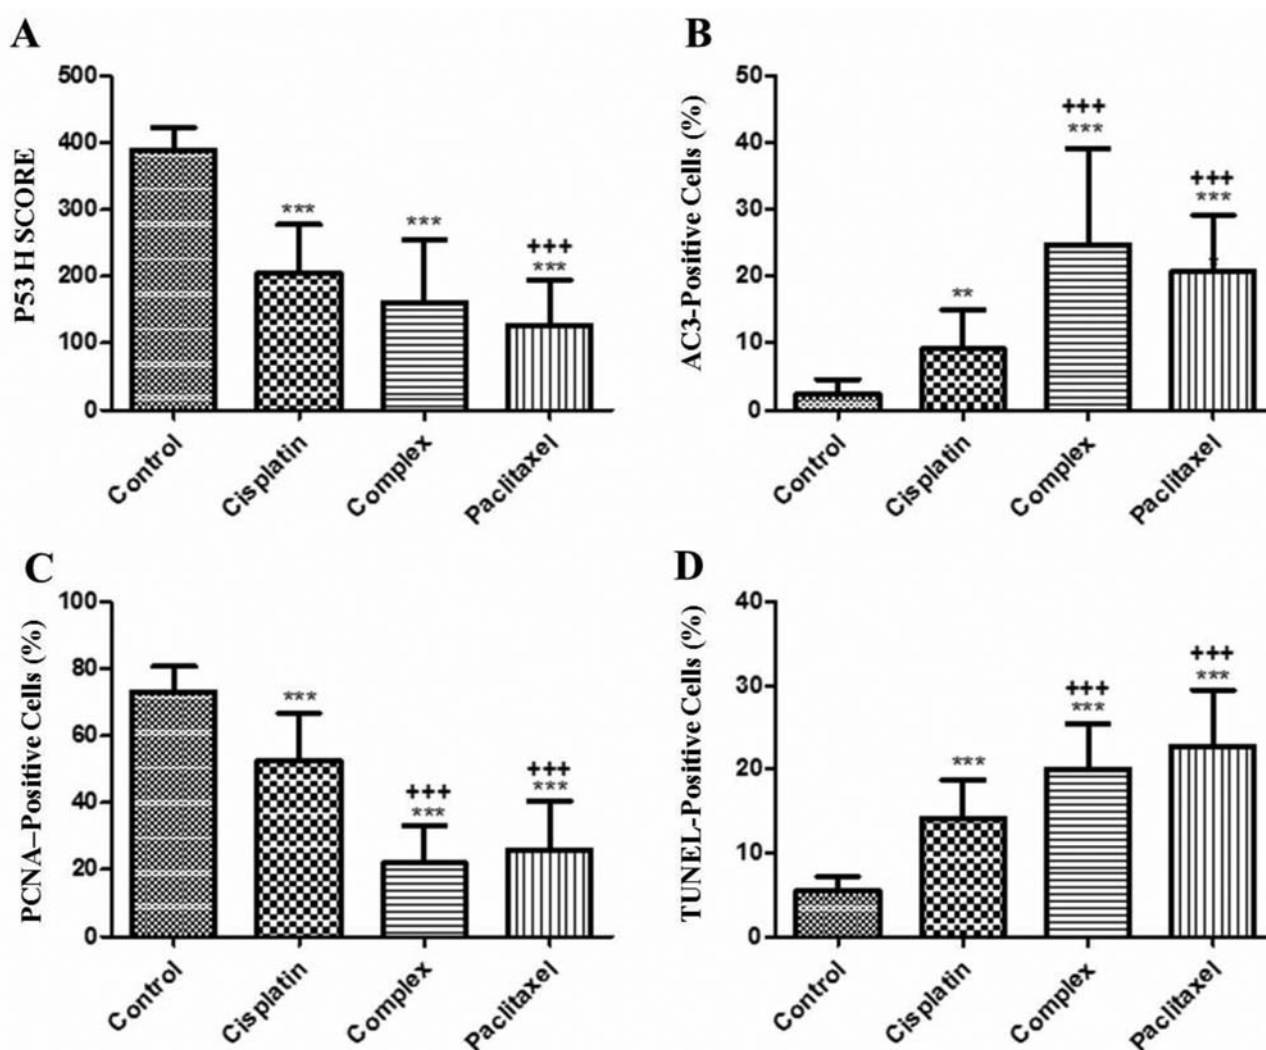 A
P53 H SCORE
500
400
300
200
100
0
***
***
+++
***
Control
Cisplatin
Complex
Paclitaxel
B
AC3-Positive Cells (%)
50
40
30
20
10
0
**
+++
***
+++
***
Control
Cisplatin
Complex
Paclitaxel
C
PCNA–Positive Cells (%)
100
80
60
40
20
0
***
+++
***
+++
***
Control
Cisplatin
Complex
Paclitaxel
D
TUNEL-Positive Cells (%)
40
30
20
10
0
***
+++
***
+++
***
Control
Cisplatin
Complex
Paclitaxel